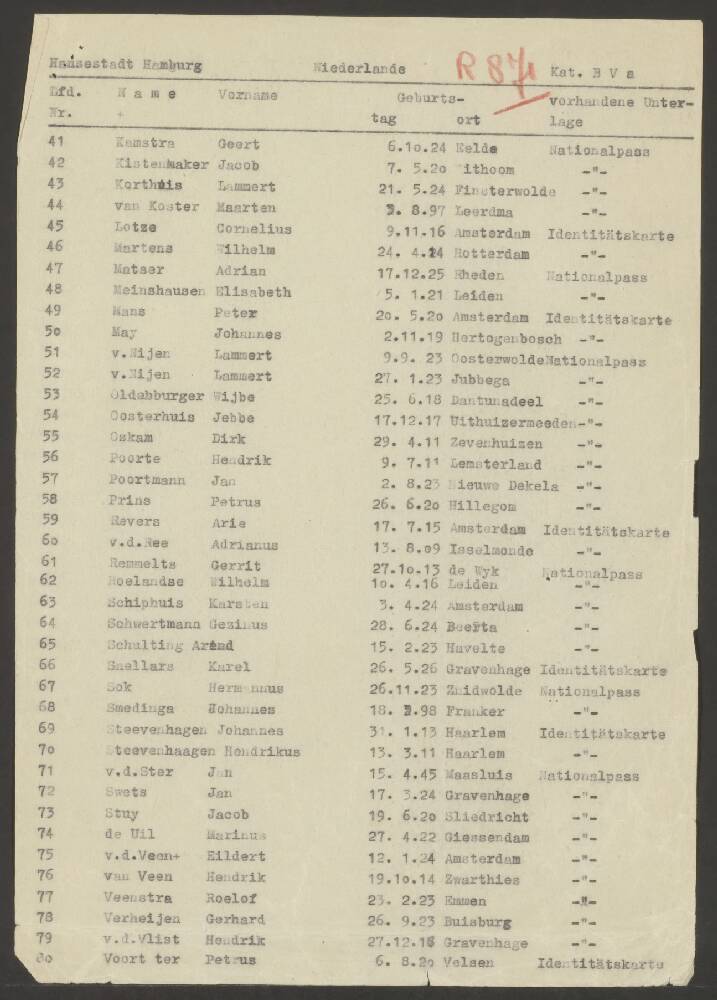 Hansestadt Hamburg Niederlande R 871 Kat. B V a
Lfd. Name Vorname Geburts- vorhandene Unter-
Nr. + tag ort lage
41 Kamstra Geert 6.10.24 Eelde Nationalpass
42 Kistenmaker Jacob 7. 5.20 ithoom -"-
43 Korthuis Lammert 21. 5.24 Finsterwolde -"-
44 van Koster Maarten 3. 8.97 Leerdma -"-
45 Lotze Cornelius 9.11.16 Amsterdam Identitätskarte
46 Martens Wilhelm 24. 4.14 Rotterdam -"-
47 Matser Adrian 17.12.25 Rheden Nationalpass
48 Meinshausen Elisabeth 5. 1.21 Leiden -"-
49 Mans Peter 20. 5.20 Amsterdam Identitätskarte
50 May Johannes 2.11.19 Hertogenbosch -"-
51 v.Nijen Lammert 9.9. 23 Oosterwolde Nationalpass
52 v.Nijen Lammert 27. 1.23 Jubbega -"-
53 Oldabburger Wijbe 25. 6.18 Dantumadeel -"-
54 Oosterhuis Jebbe 17.12.17 Uithuizermeeden -"-
55 Oskam Dirk 29. 4.11 Zevenhuizen -"-
56 Poorte Hendrik 9. 7.11 Lemsterland -"-
57 Poortmann Jan 2. 8.23 Nieuwe Dekela -"-
58 Prins Petrus 26. 6.20 Hillegom -"-
59 Revers Arie 17. 7.15 Amsterdam Identitätskarte
60 v.d.Ree Adrianus 13. 8.09 Isselmonde -"-
61 Remmelts Gerrit 27.10.13 de Wyk Nationalpass
62 Roelandse Wilhelm 10. 4.16 Leiden -"-
63 Schiphuis Karsten 3. 4.24 Amsterdam -"-
64 Schwertmann Gezinus 28. 6.24 Beerta -"-
65 Schulting Arend 15. 2.23 Havelte -"-
66 Snellars Karel 26. 5.26 Gravenhage Identitätskarte
67 Sok Hermannus 26.11.23 Zuidwolde Nationalpass
68 Smedinga Johannes 18. .98 Franker -"-
69 Steevenhagen Johannes 31. 1.13 Haarlem Identitätskarte
70 Steevenhaagen Hendrikus 13. 3.11 Haarlem -"-
71 v.d.Ster Jan 15. 4.45 Maasluis Nationalpass
72 Swets Jan 17. 3.24 Gravenhage -"-
73 Stuy Jacob 19. 6.20 Sliedricht -"-
74 de Uil Marinus 27. 4.22 Giessendam -"-
75 v.d.Veen+ Eildert 12. 1.24 Amsterdam -"-
76 van Veen Hendrik 19.10.14 Zwarthies -"-
77 Veenstra Roelof 23. 2.23 Emmen -"-
78 Verheijen Gerhard 26. 9.23 Buisburg -"-
79 v.d.Vlist Hendrik 27.12.18 Gravenhage -"-
80 Voort ter Petrus 6. 8.20 Velsen Identitätskarte